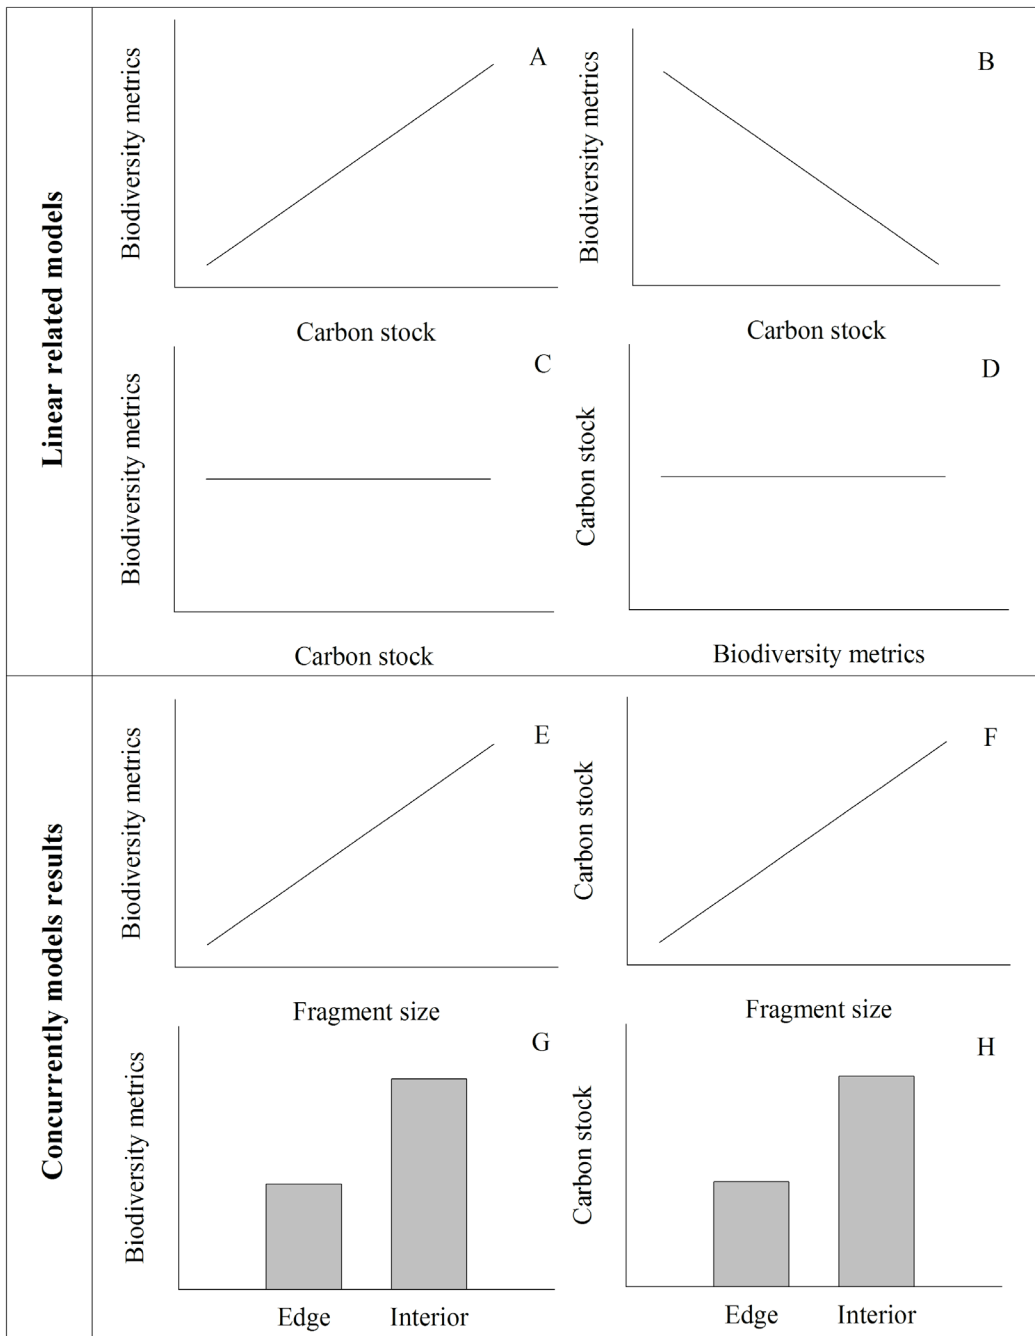 Linear related models
Biodiversity metrics
A
Carbon stock
Biodiversity metrics
B
Carbon stock
Biodiversity metrics
C
Carbon stock
Carbon stock
D
Biodiversity metrics
Concurrently models results
Biodiversity metrics
E
Fragment size
Carbon stock
F
Fragment size
Biodiversity metrics
G
Edge Interior
Carbon stock
H
Edge Interior